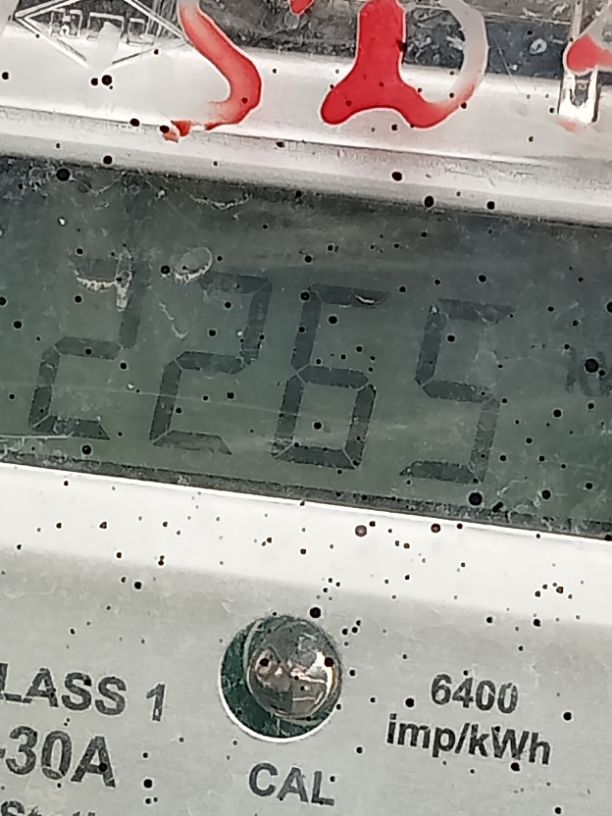 2265
LASS 1
6400
imp/kWh
-30A
CAL